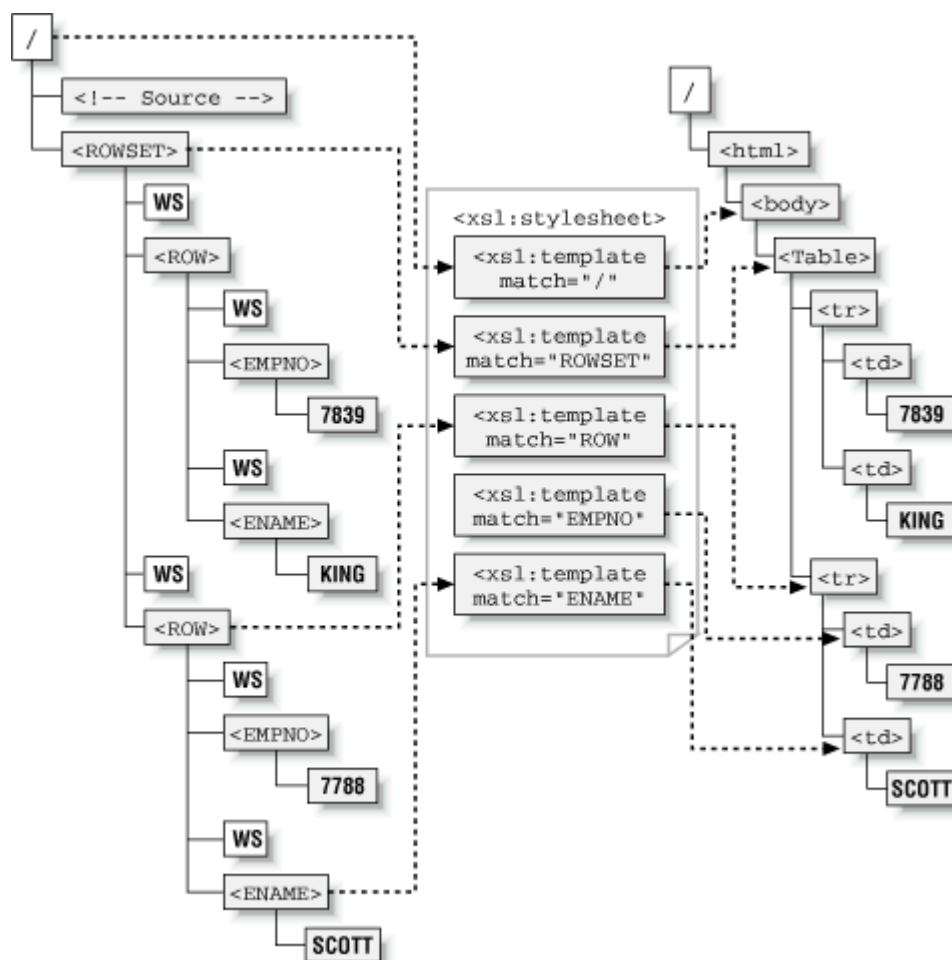 /
<!-- Source -->
<ROWSET>
WS
<ROW>
WS
<EMPNO>
7839
WS
<ENAME>
KING
WS
<ROW>
WS
<EMPNO>
7788
WS
<ENAME>
SCOTT
<xsl:stylesheet>
<xsl:template
match="/"
<xsl:template
match="ROWSET"
<xsl:template
match="ROW"
<xsl:template
match="EMPNO"
<xsl:template
match="ENAME"
/
<html>
<body>
<Table>
<tr>
<td>
7839
<td>
KING
<tr>
<td>
7788
<td>
SCOTT